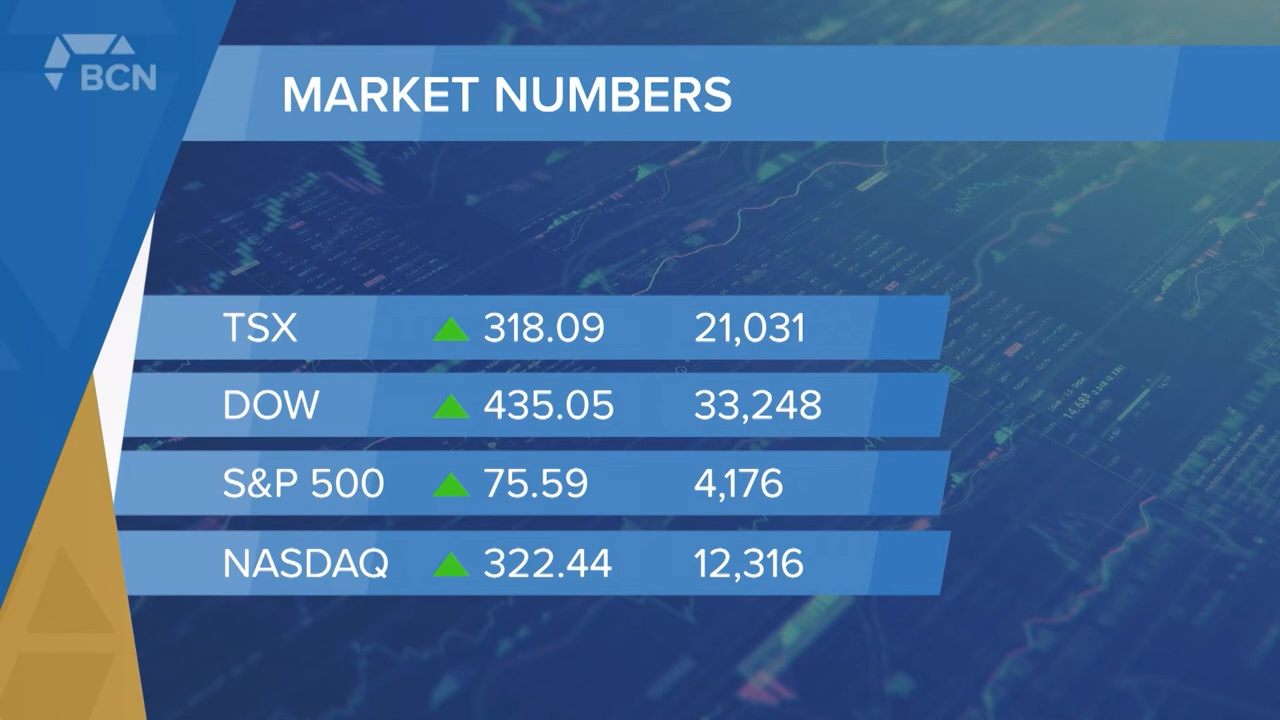 BCN
MARKET NUMBERS
TSX ▲ 318.09 21,031
DOW ▲ 435.05 33,248
S&P 500 ▲ 75.59 4,176
NASDAQ ▲ 322.44 12,316